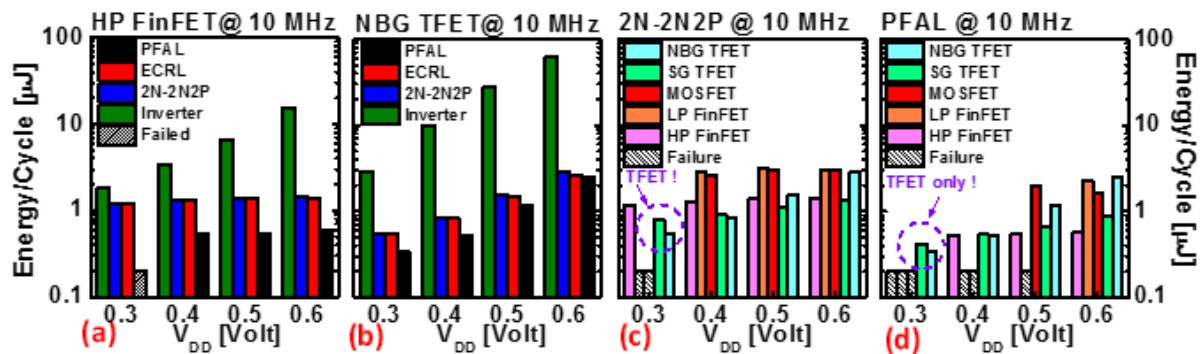 HP FinFET@ 10 MHz
NBG TFET@ 10 MHz
2N-2N2P @ 10 MHz
PFAL @ 10 MHz
Energy/Cycle [µJ]
100
10
1
0.1
PFAL
ECRL
2N-2N2P
Inverter
Failed
0.3 0.4 0.5 0.6
(a)
V_DD [Volt]
PFAL
ECRL
2N-2N2P
Inverter
0.3 0.4 0.5 0.6
(b)
V_DD [Volt]
NBG TFET
SG TFET
MOSFET
LP FinFET
HP FinFET
Failure
TFET !
0.3 0.4 0.5 0.6
(c)
V_DD [Volt]
NBG TFET
SG TFET
MOSFET
LP FinFET
HP FinFET
Failure
TFET only !
0.3 0.4 0.5 0.6
(d)
V_DD [Volt]
100
10
1
0.1
Energy/Cycle [µJ]